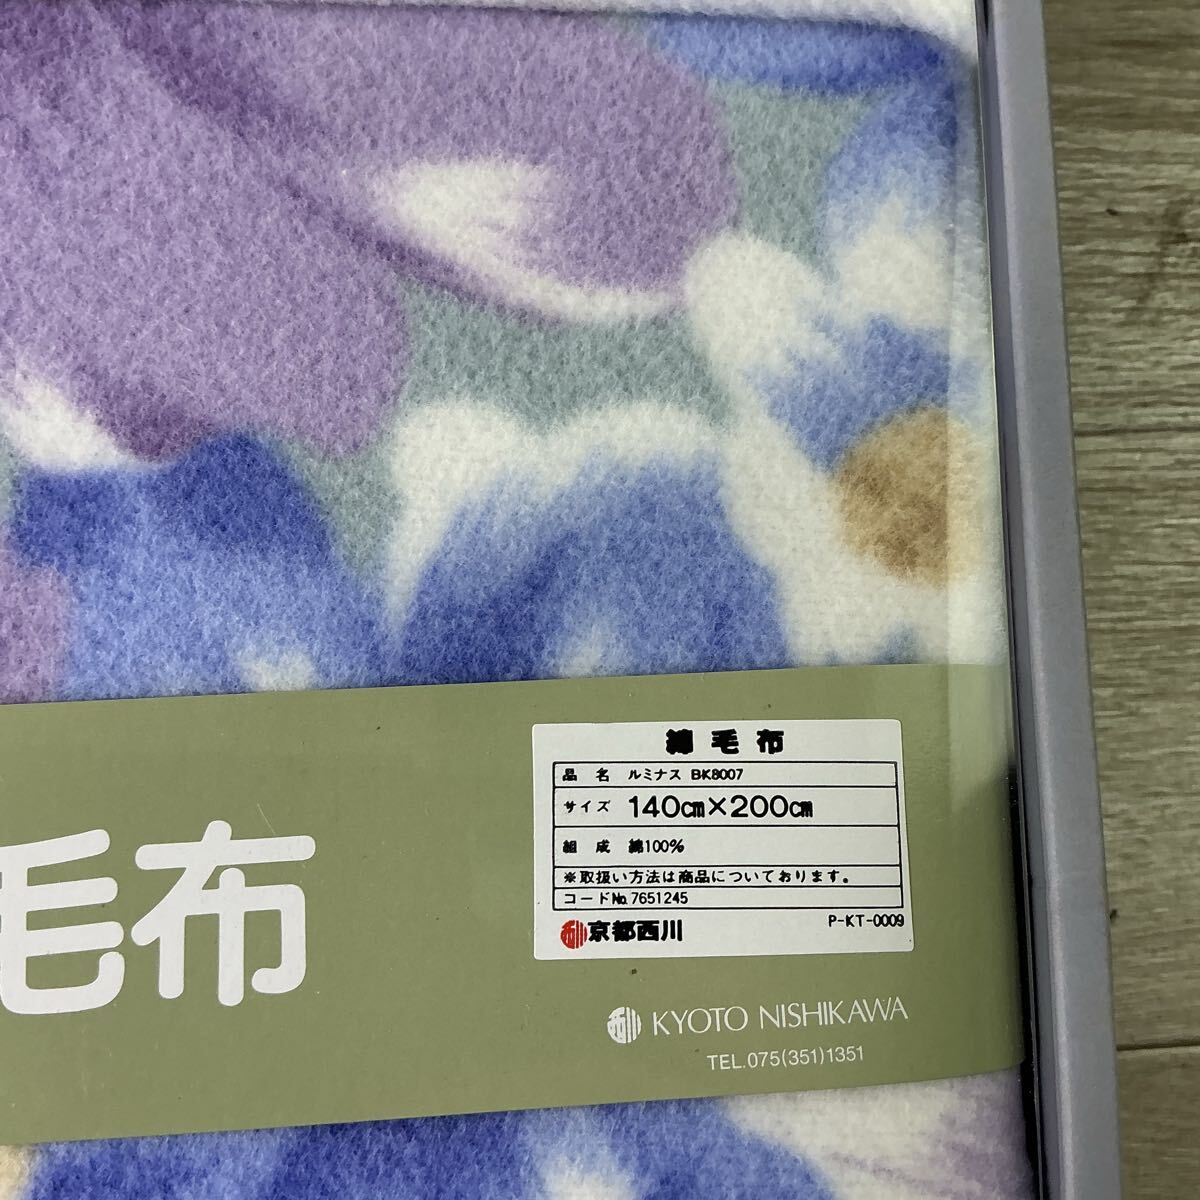 毛布
綿毛布
品名 ルミナス BK8007
サイズ 140cm×200cm
組成 綿100%
※取扱い方法は商品についております。
コードNo.7651245
京都西川 P-KT-0009
KYOTO NISHIKAWA
TEL.075(351)1351